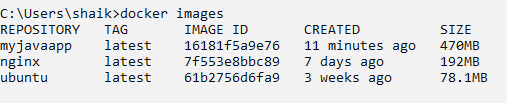 C:\Users\shaik>docker images
REPOSITORY   TAG       IMAGE ID       CREATED          SIZE
myjavaapp    latest    16181f5a9e76   11 minutes ago   470MB
nginx        latest    7f553e8bbc89   7 days ago       192MB
ubuntu       latest    61b2756d6fa9   3 weeks ago      78.1MB